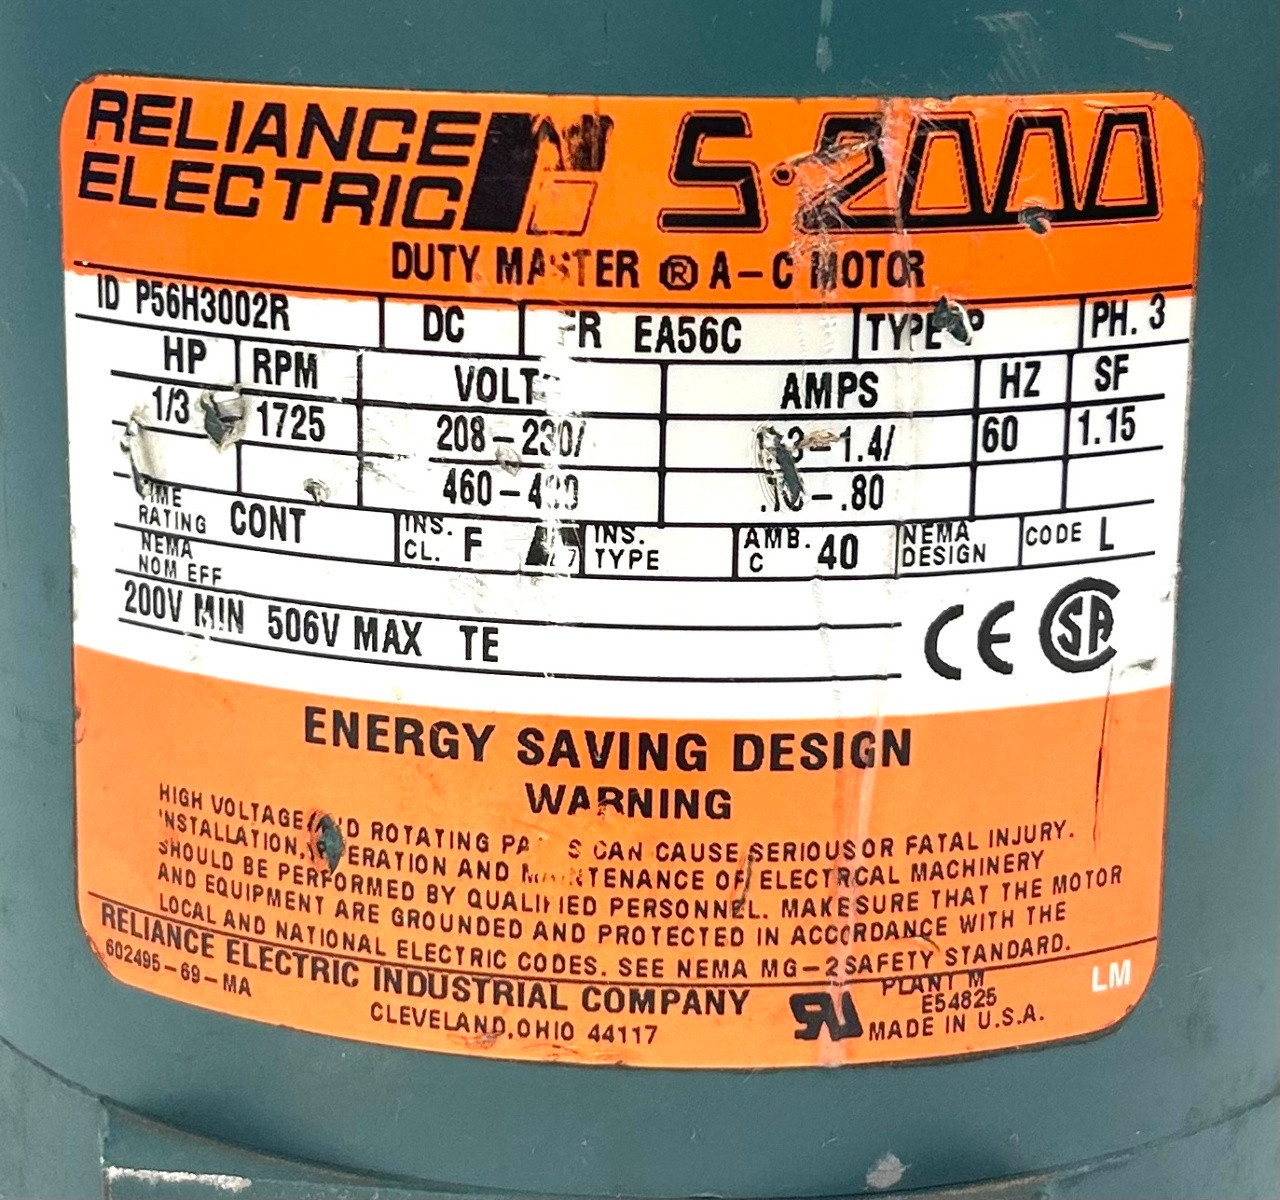 RELIANCE
ELECTRIC
S-2000
DUTY MASTER ® A-C MOTOR
ID P56H3002R DC FR EA56C TYPE P PH. 3
HP RPM VOLTS AMPS HZ SF
1/3 1725 208-230/ -1.4/ 60 1.15
460- -.80
TIME
RATING CONT INS.
CL. F INS.
TYPE AMB.
C 40 NEMA
DESIGN CODE L
NEMA
NOM EFF
200V MIN 506V MAX TE
CE CSA
ENERGY SAVING DESIGN
WARNING
HIGH VOLTAGE AND ROTATING PARTS CAN CAUSE SERIOUS OR FATAL INJURY.
INSTALLATION, OPERATION AND MAINTENANCE OF ELECTRCAL MACHINERY
SHOULD BE PERFORMED BY QUALIFIED PERSONNEL. MAKE SURE THAT THE MOTOR
AND EQUIPMENT ARE GROUNDED AND PROTECTED IN ACCORDANCE WITH THE
LOCAL AND NATIONAL ELECTRIC CODES. SEE NEMA MG-2 SAFETY STANDARD.
RELIANCE ELECTRIC INDUSTRIAL COMPANY
602495-69-MA
CLEVELAND, OHIO 44117
PLANT M
E54825
MADE IN U.S.A.
LM